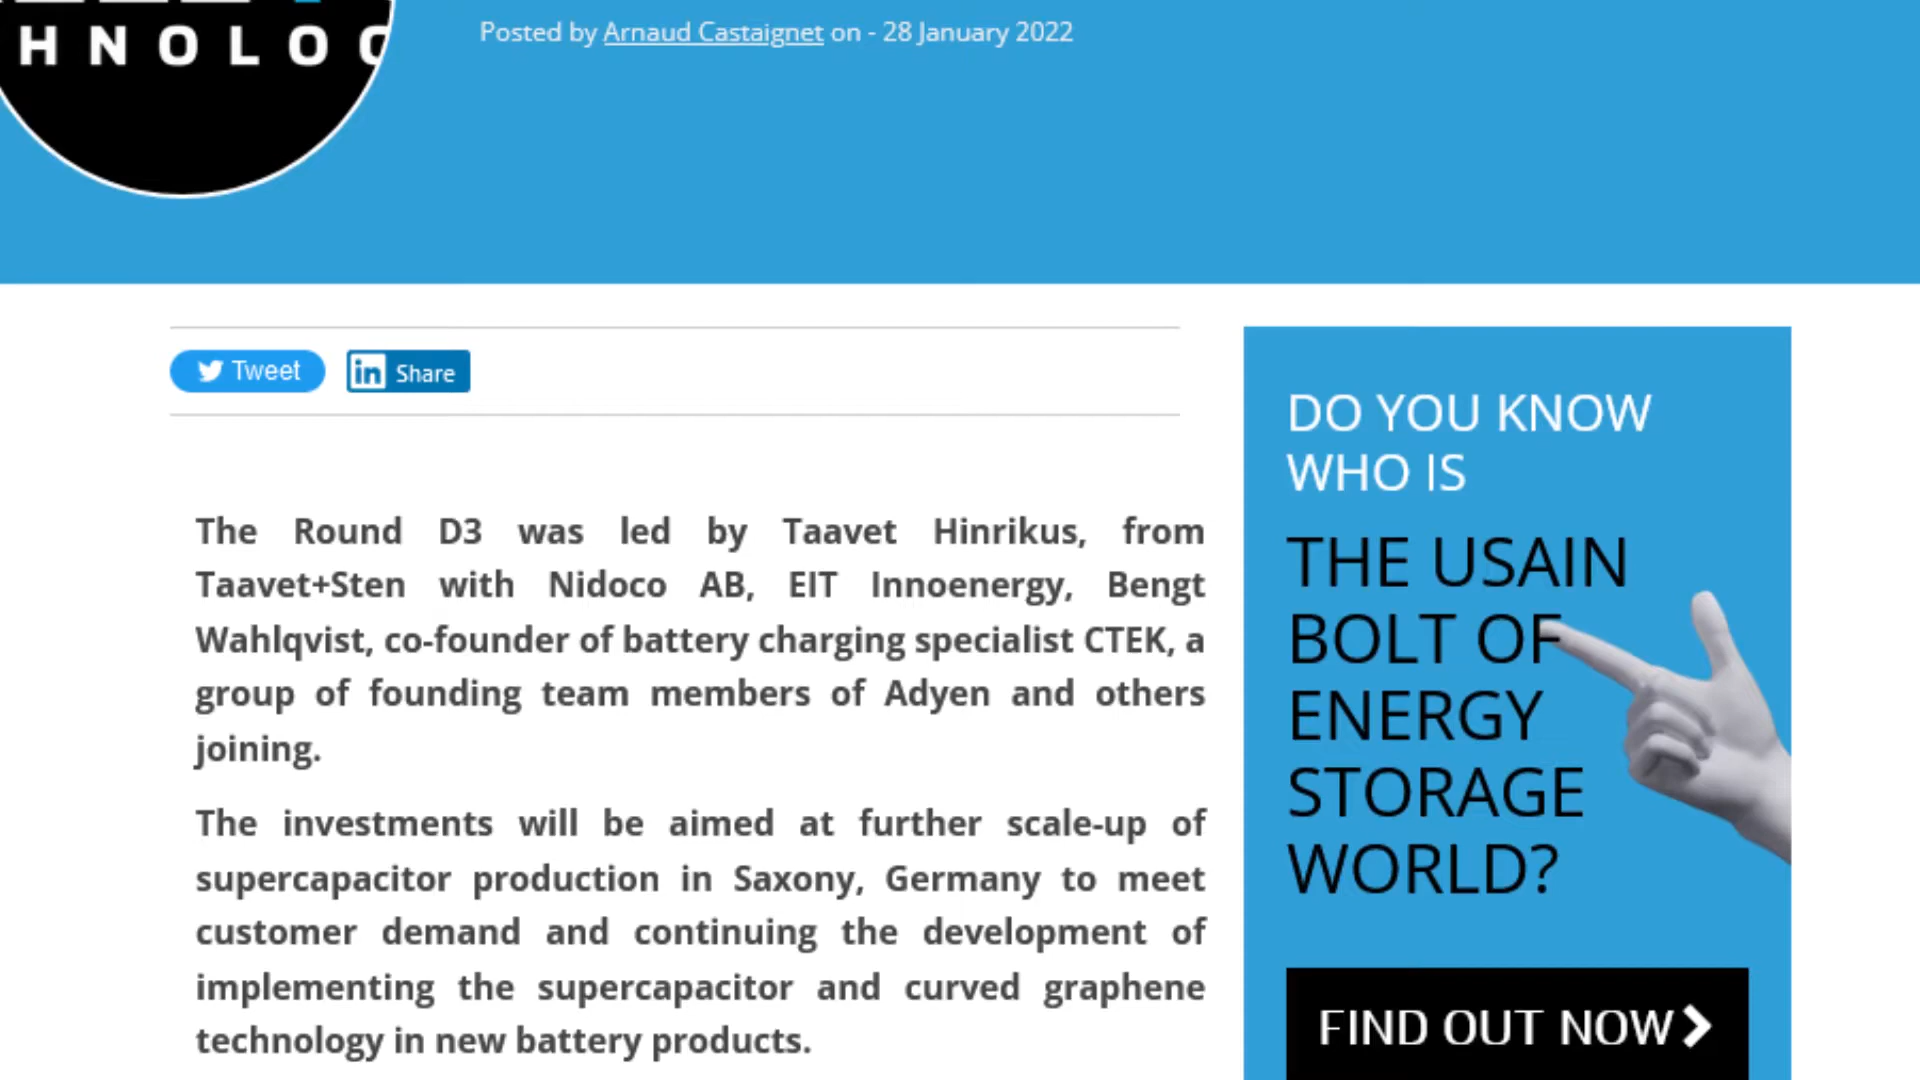 HNOLO
Posted by Arnaud Castaignet on - 28 January 2022
Tweet
Share
The Round D3 was led by Taavet Hinrikus, from
Taavet+Sten with Nidoco AB, EIT Innoenergy, Bengt
Wahlqvist, co-founder of battery charging specialist CTEK, a
group of founding team members of Adyen and others
joining.
The investments will be aimed at further scale-up of
supercapacitor production in Saxony, Germany to meet
customer demand and continuing the development of
implementing the supercapacitor and curved graphene
technology in new battery products.
DO YOU KNOW
WHO IS
THE USAIN
BOLT OF
ENERGY
STORAGE
WORLD?
FIND OUT NOW